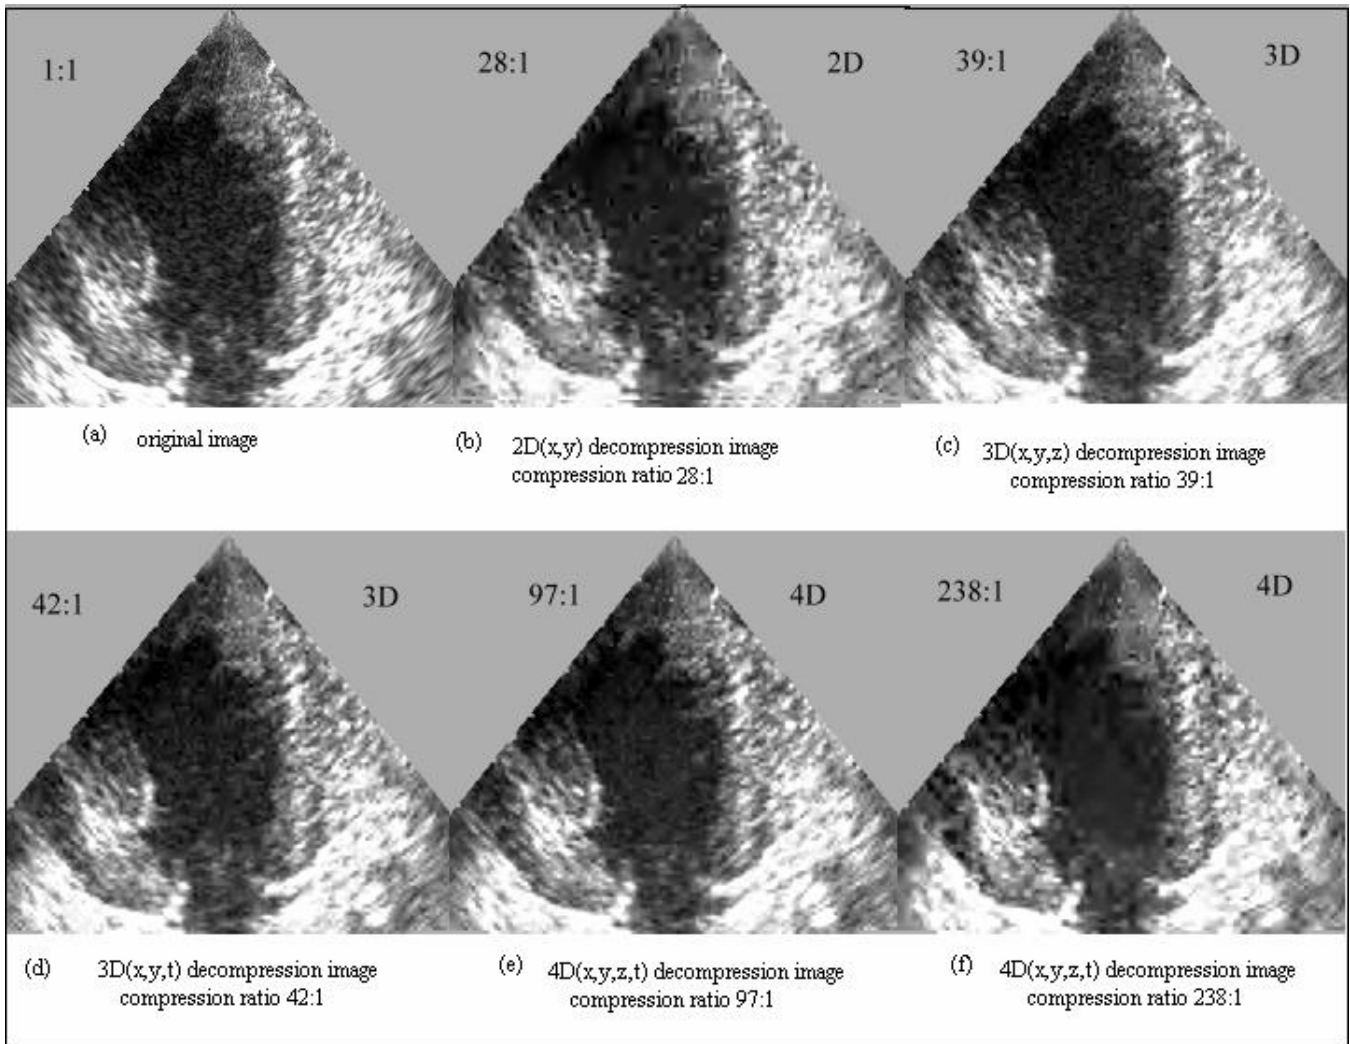 1:1
28:1 2D
39:1 3D
(a) original image
(b) 2D(x,y) decompression image
compression ratio 28:1
(c) 3D(x,y,z) decompression image
compression ratio 39:1
42:1 3D
97:1 4D
238:1 4D
(d) 3D(x,y,t) decompression image
compression ratio 42:1
(e) 4D(x,y,z,t) decompression image
compression ratio 97:1
(f) 4D(x,y,z,t) decompression image
compression ratio 238:1